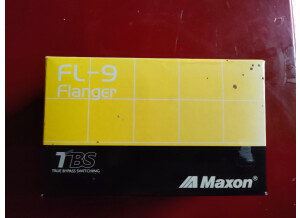 FL-9
Flanger
TBS
TRUE BYPASS SWITCHING
Maxon®